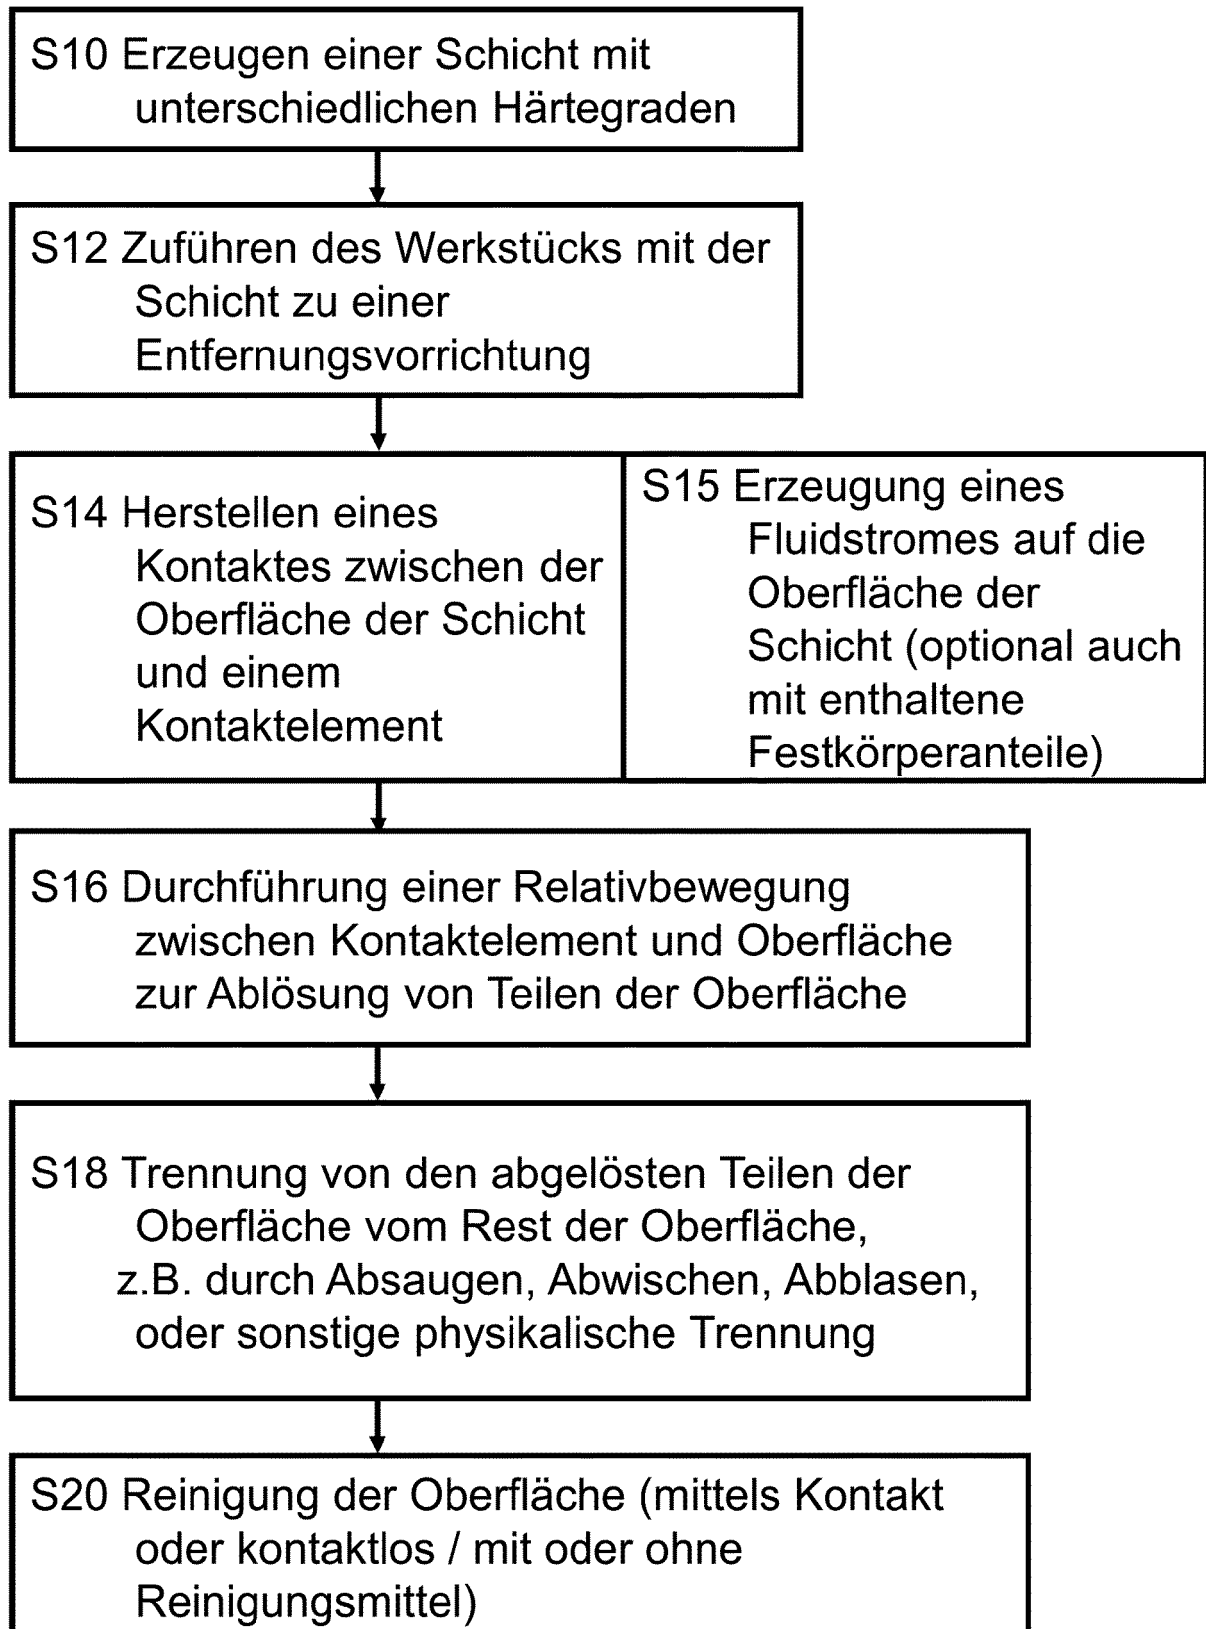 S10 Erzeugen einer Schicht mit
unterschiedlichen Härtegraden
S12 Zuführen des Werkstücks mit der
Schicht zu einer
Entfernungsvorrichtung
S14 Herstellen eines
Kontaktes zwischen der
Oberfläche der Schicht
und einem
Kontaktelement
S15 Erzeugung eines
Fluidstromes auf die
Oberfläche der
Schicht (optional auch
mit enthaltene
Festkörperanteile)
S16 Durchführung einer Relativbewegung
zwischen Kontaktelement und Oberfläche
zur Ablösung von Teilen der Oberfläche
S18 Trennung von den abgelösten Teilen der
Oberfläche vom Rest der Oberfläche,
z.B. durch Absaugen, Abwischen, Abblasen,
oder sonstige physikalische Trennung
S20 Reinigung der Oberfläche (mittels Kontakt
oder kontaktlos / mit oder ohne
Reinigungsmittel)